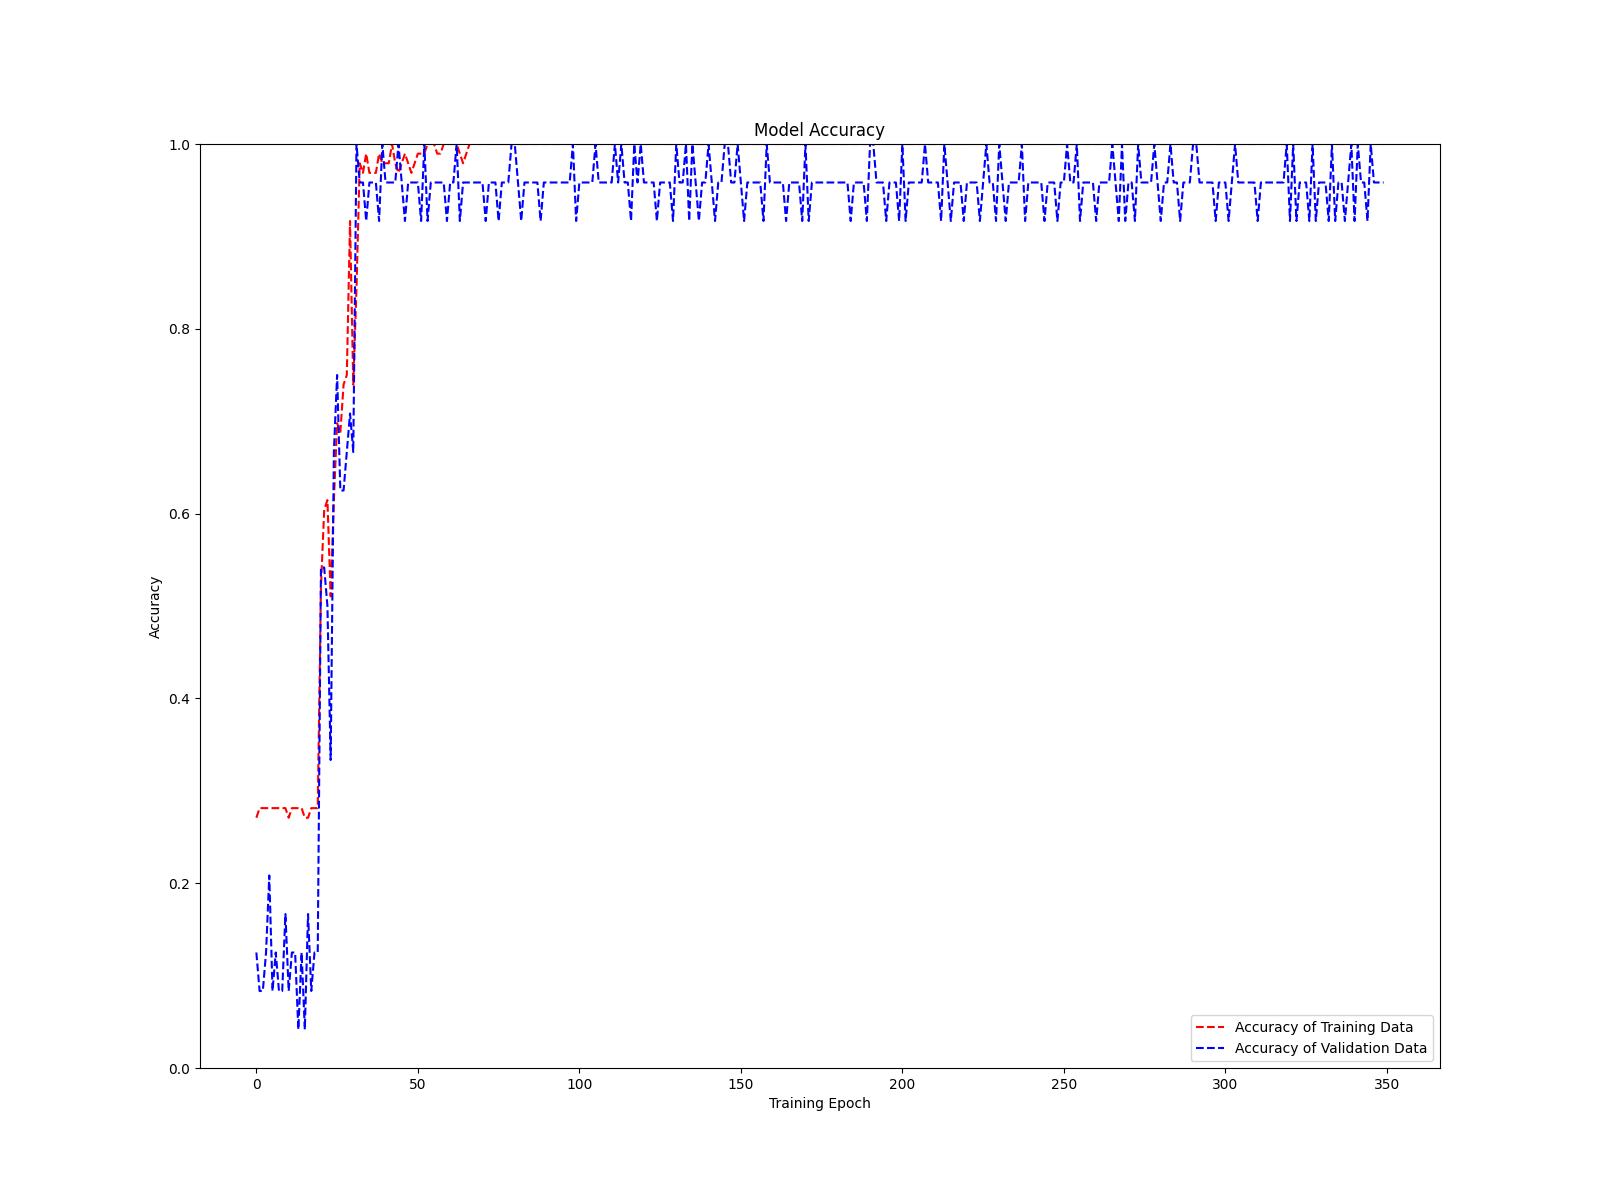 Model Accuracy
1.0
0.8
0.6
0.4
0.2
0.0
Accuracy
0 50 100 150 200 250 300 350
Training Epoch
Accuracy of Training Data
Accuracy of Validation Data